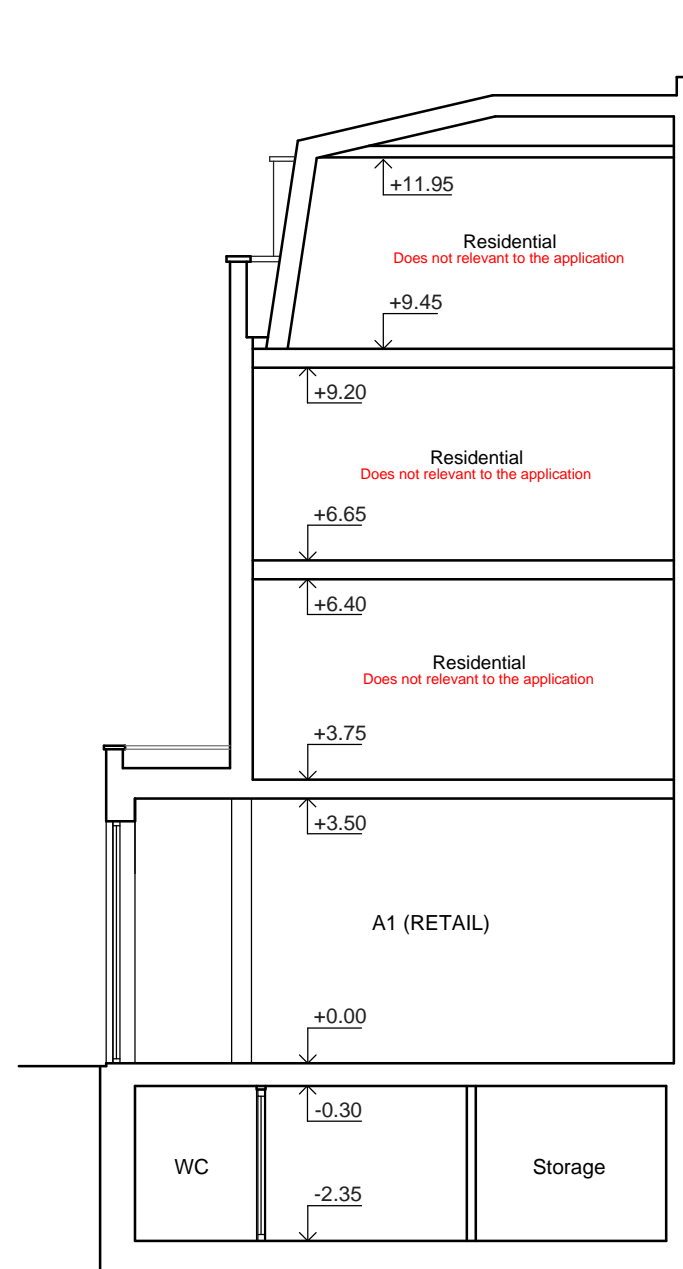 +11.95
Residential
Does not relevant to the application
+9.45
+9.20
Residential
Does not relevant to the application
+6.65
+6.40
Residential
Does not relevant to the application
+3.75
+3.50
A1 (RETAIL)
+0.00
-0.30
WC
Storage
-2.35